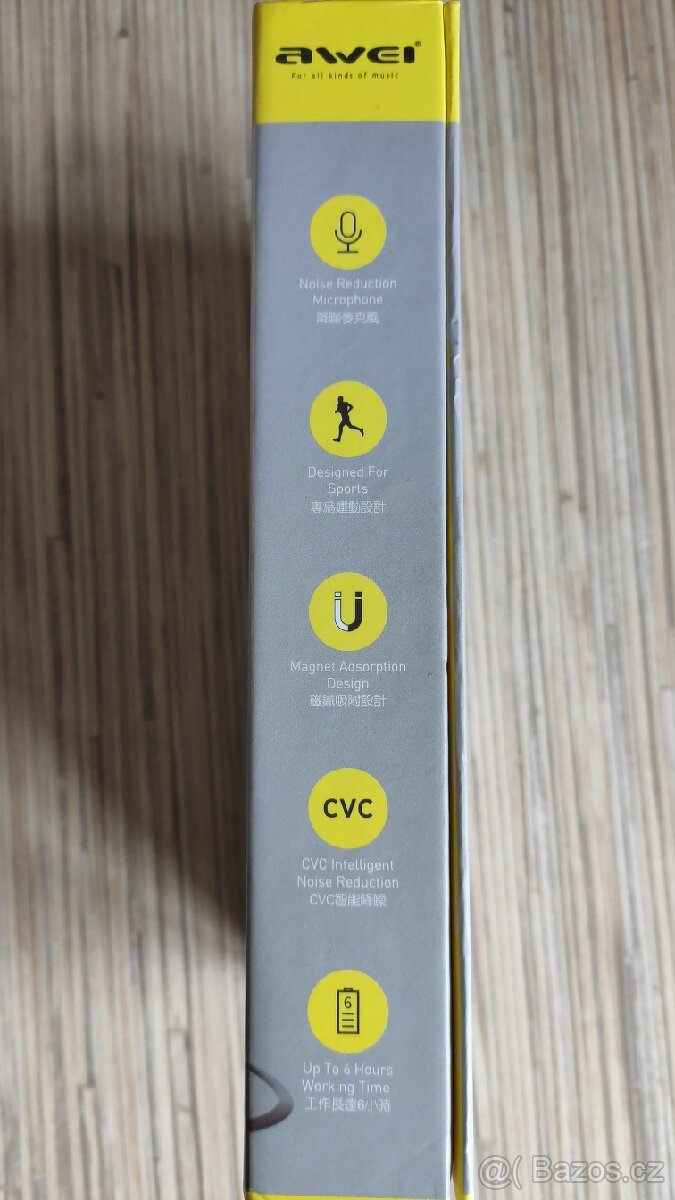 awei®
For all kinds of music
Noise Reduction
Microphone
降噪麥克風
Designed For
Sports
專爲運動設計
Magnet Adsorption
Design
磁鐵吸附設計
CVC
CVC Intelligent
Noise Reduction
CVC智能降噪
6
Up To 6 Hours
Working Time
工作長達6小時
@( Bazos.cz